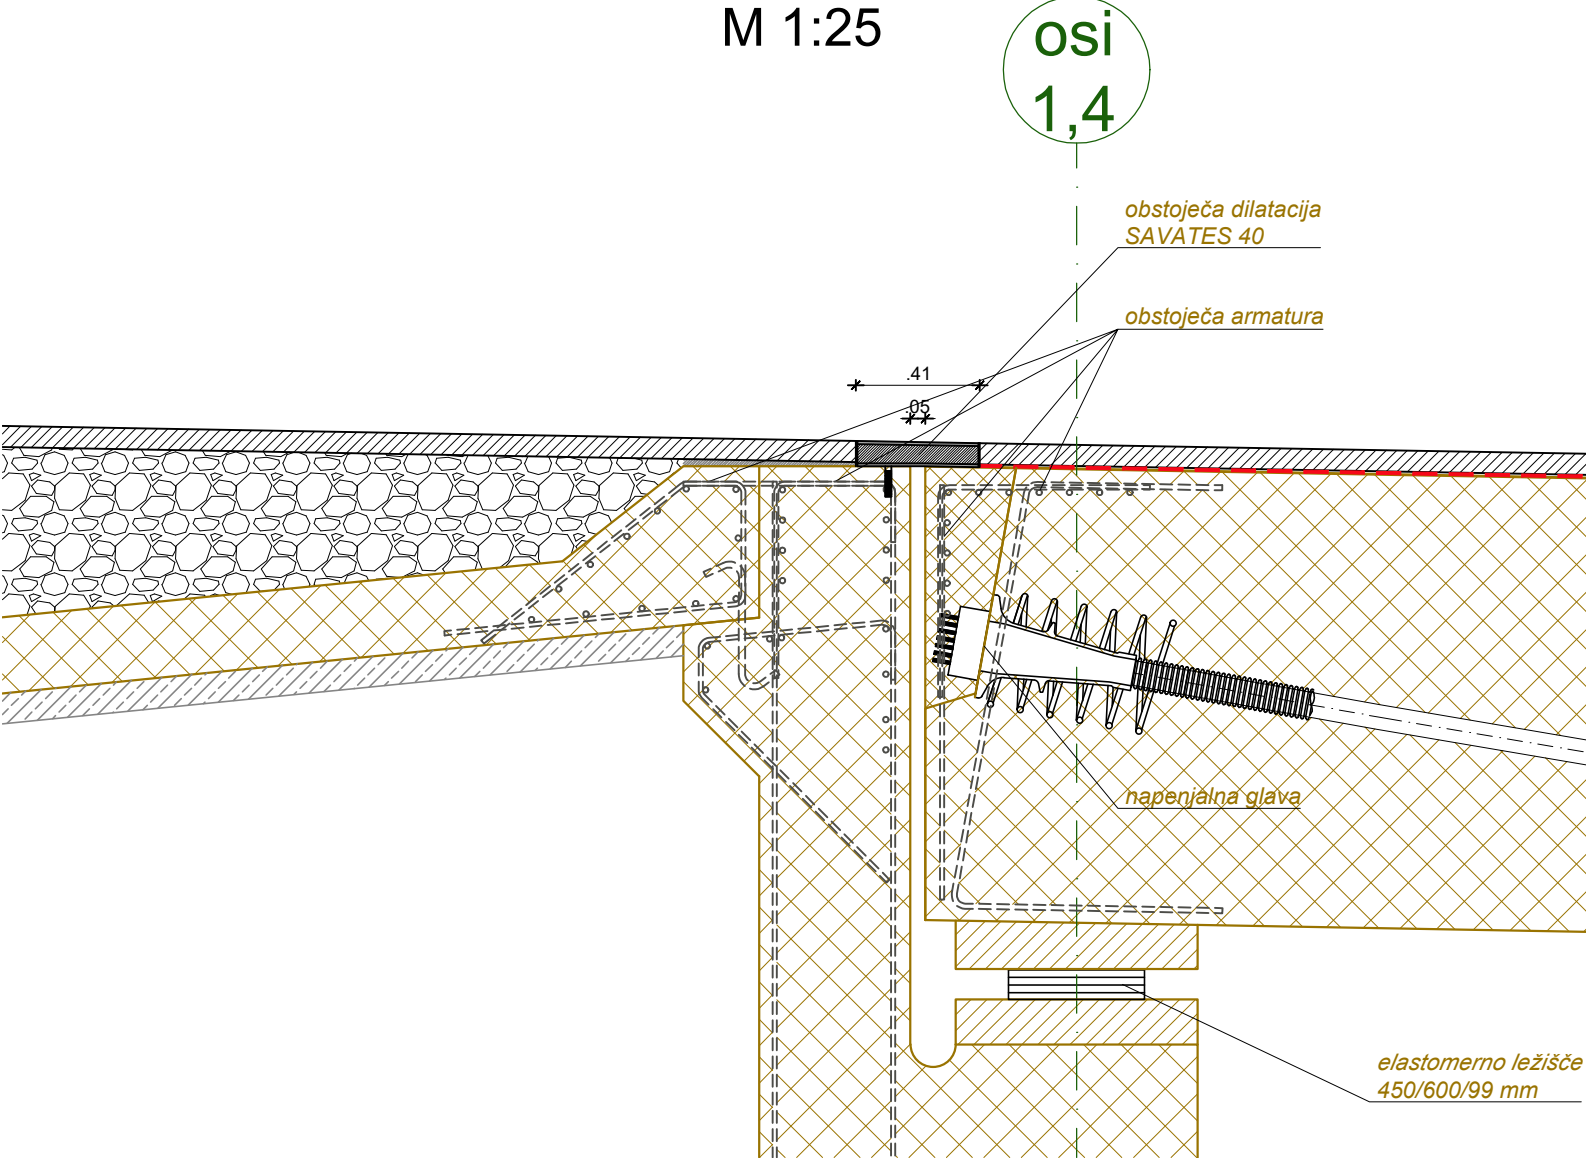 M 1:25
osi
1,4
obstoječa dilatacija
SAVATES 40
obstoječa armatura
.41
.05
napenjalna glava
elastomerno ležišče
450/600/99 mm